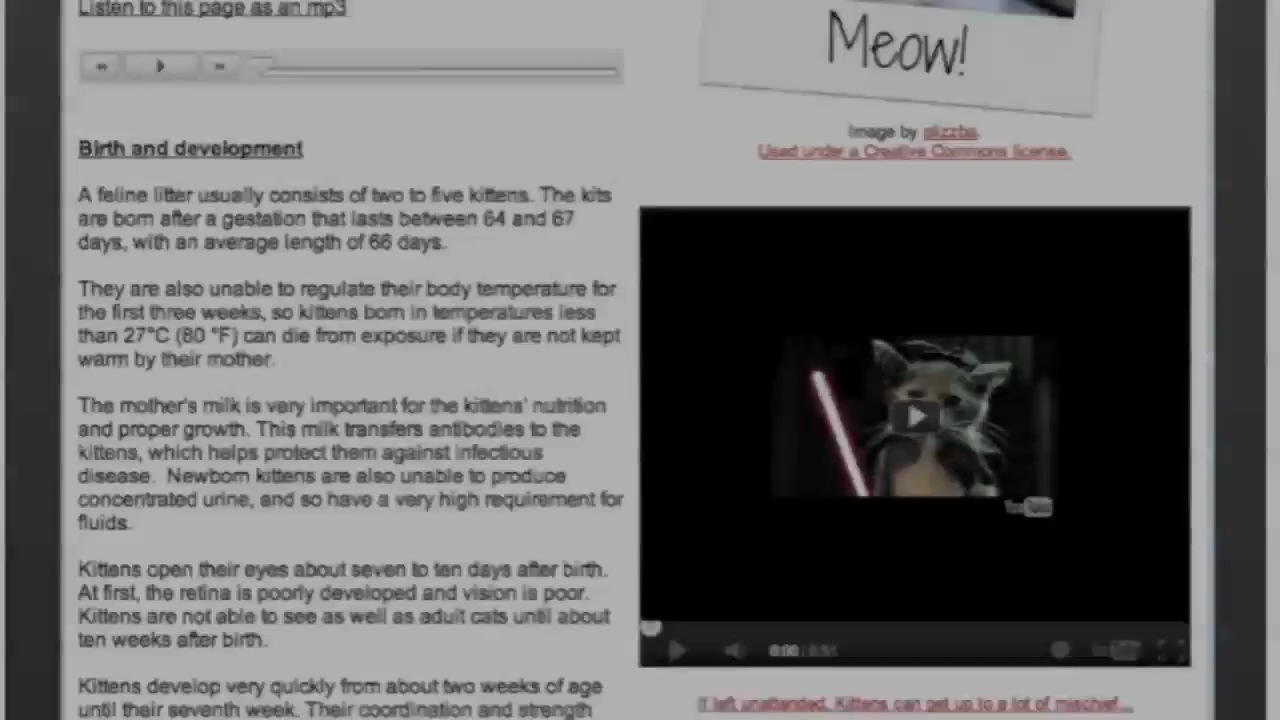 Listen to this page as an mp3
Birth and development
A feline litter usually consists of two to five kittens. The kits
are born after a gestation that lasts between 64 and 67
days, with an average length of 66 days.
They are also unable to regulate their body temperature for
the first three weeks, so kittens born in temperatures less
than 27°C (80 °F) can die from exposure if they are not kept
warm by their mother.
The mother's milk is very important for the kittens' nutrition
and proper growth. This milk transfers antibodies to the
kittens, which helps protect them against infectious
disease. Newborn kittens are also unable to produce
concentrated urine, and so have a very high requirement for
fluids.
Kittens open their eyes about seven to ten days after birth.
At first, the retina is poorly developed and vision is poor.
Kittens are not able to see as well as adult cats until about
ten weeks after birth.
Kittens develop very quickly from about two weeks of age
until their seventh week. Their coordination and strength
Meow!
Image by
Used under a Creative Commons license.
YouTube
0:00 / 0:51
If left unattended, Kittens can get up to a lot of mischief...